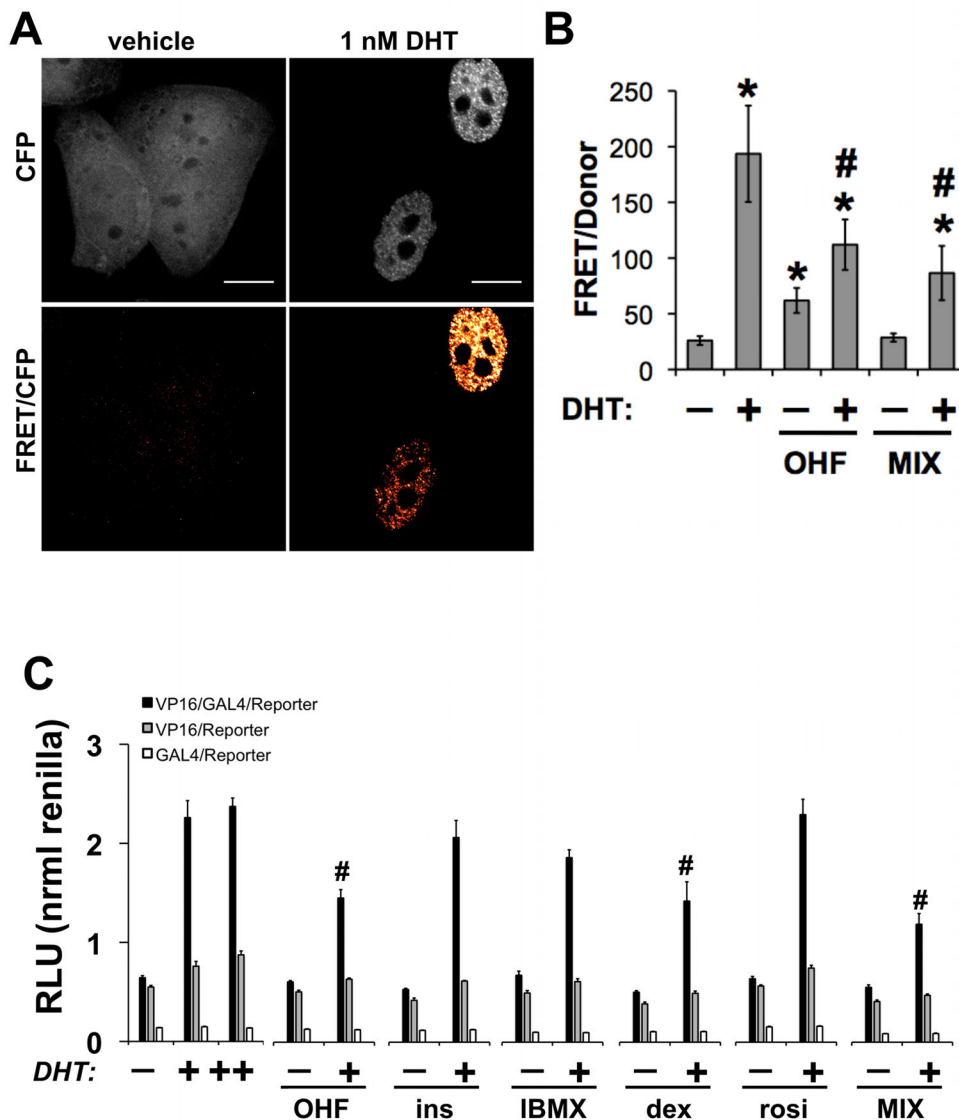 A
vehicle
1 nM DHT
CFP
FRET/CFP
B
FRET/Donor
250
200
150
100
50
0
*
*
#
*
#
*
DHT: − + − + − +
OHF MIX
C
VP16/GAL4/Reporter
VP16/Reporter
GAL4/Reporter
RLU (nrml renilla)
3
2
1
0
#
#
#
DHT: − + ++ − + − + − + − + − + − +
OHF ins IBMX dex rosi MIX